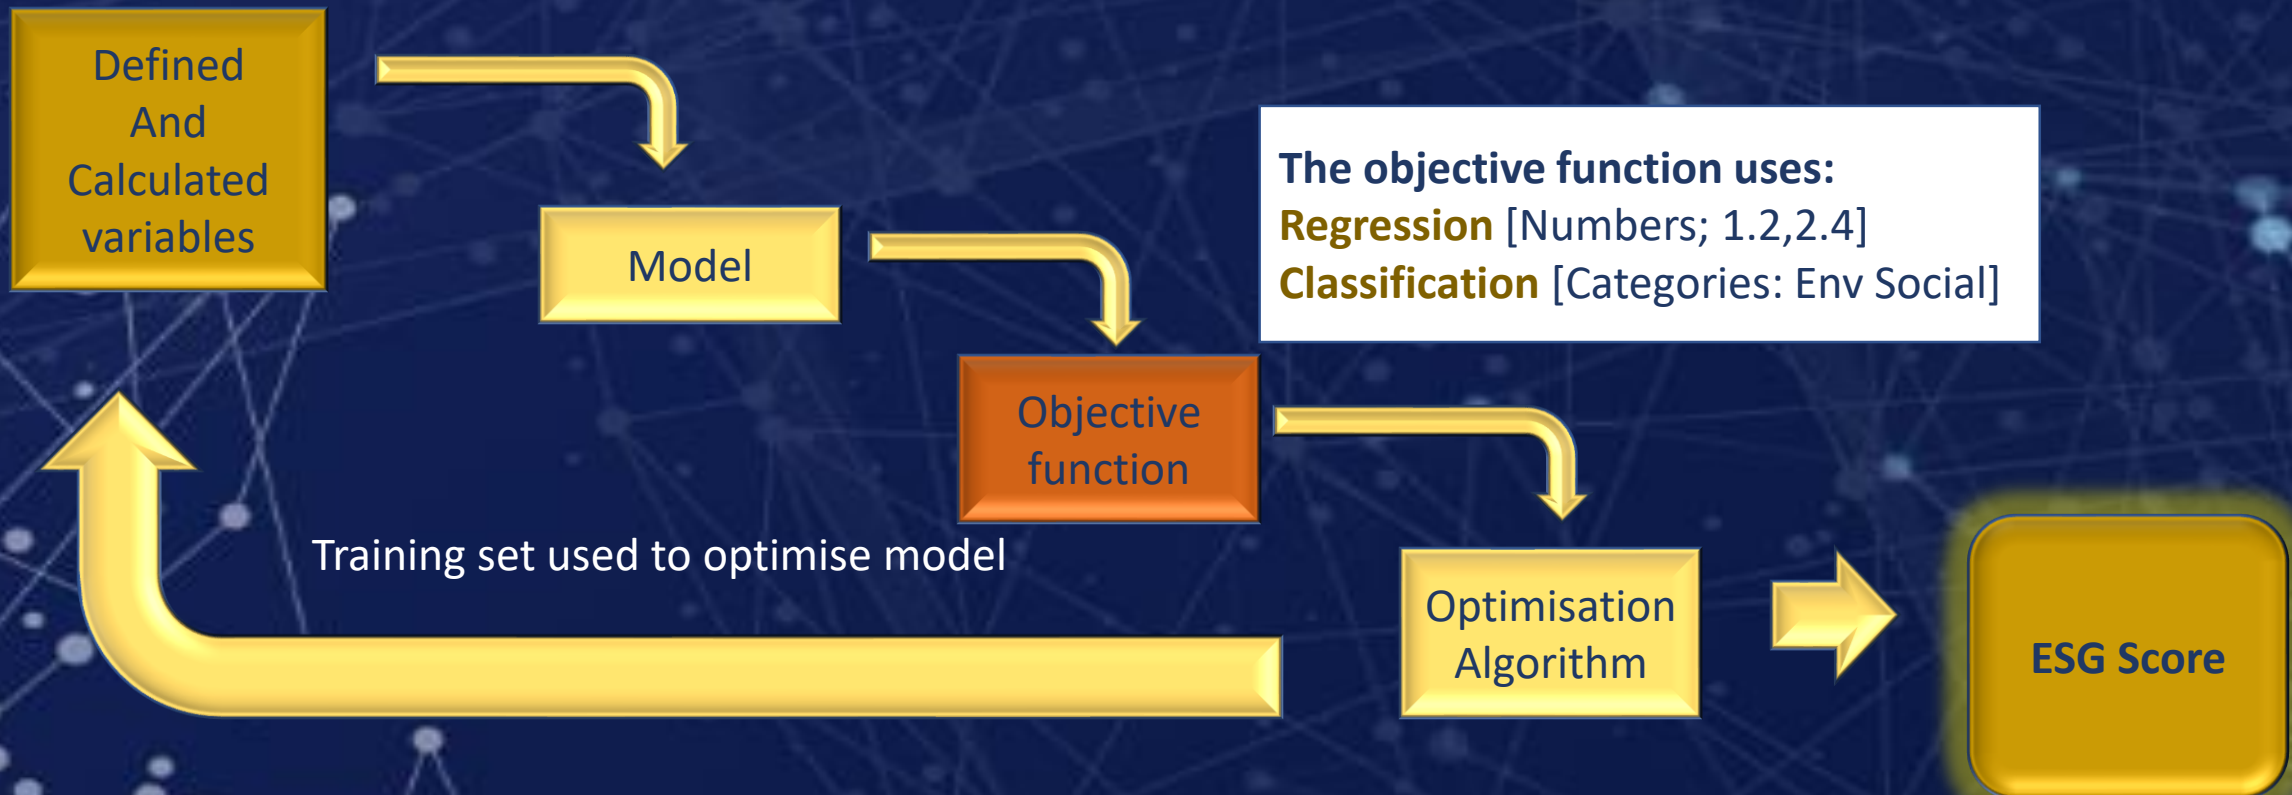 Defined
And
Calculated
variables
Model
The objective function uses:
Regression [Numbers; 1.2,2.4]
Classification [Categories: Env Social]
Objective
function
Training set used to optimise model
Optimisation
Algorithm
ESG Score